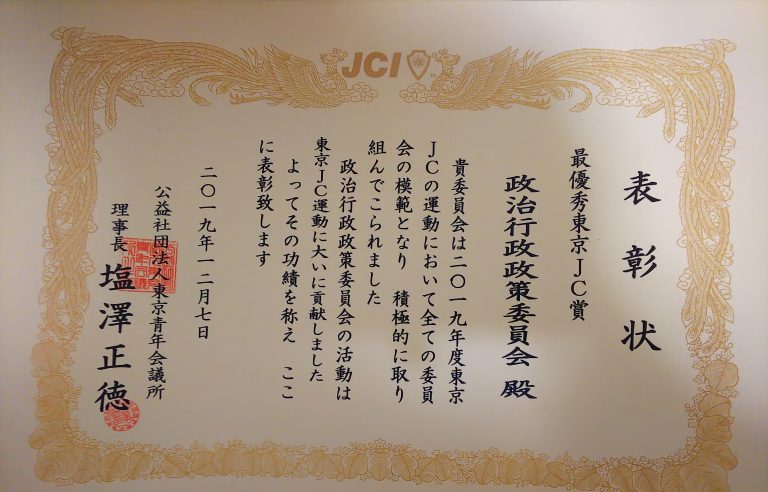 JCI
表彰状
最優秀東京JC賞
政治行政政策委員会 殿
貴委員会は二〇一九年度東京
JCの運動において全ての委員
会の模範となり 積極的に取り
組んでこられました
政治行政政策委員会の活動は
東京JC運動に大いに貢献しました
よってその功績を称え ここ
に表彰致します
二〇一九年一二月七日
公益社団法人東京青年会議所
理事長 塩澤正徳